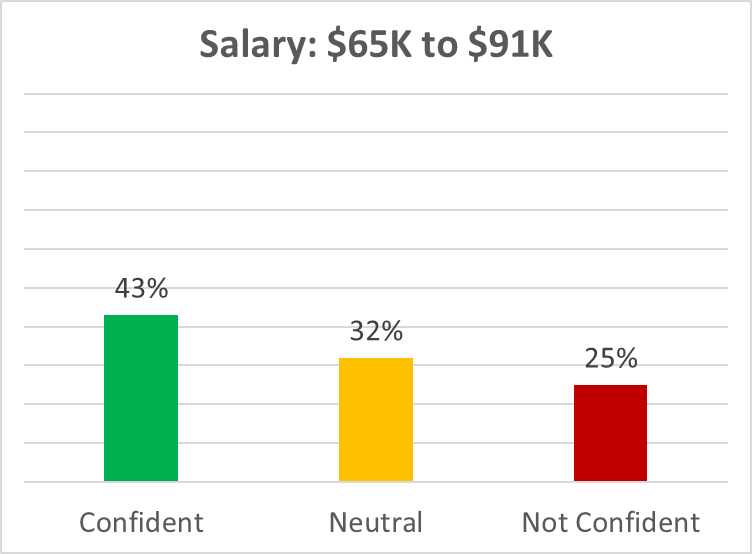 Salary: $65K to $91K
43%
32%
25%
Confident
Neutral
Not Confident